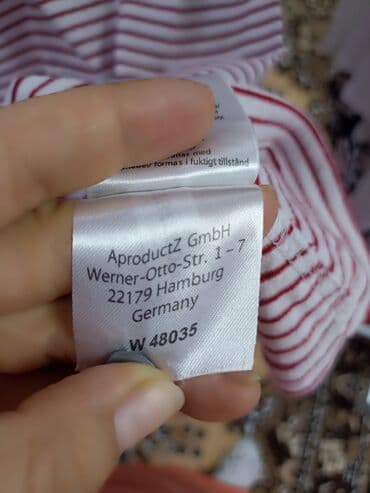 med
formas i fuktigt tillstånd
AproductZ GmbH
Werner-Otto-Str. 1 – 7
22179 Hamburg
Germany
W 48035